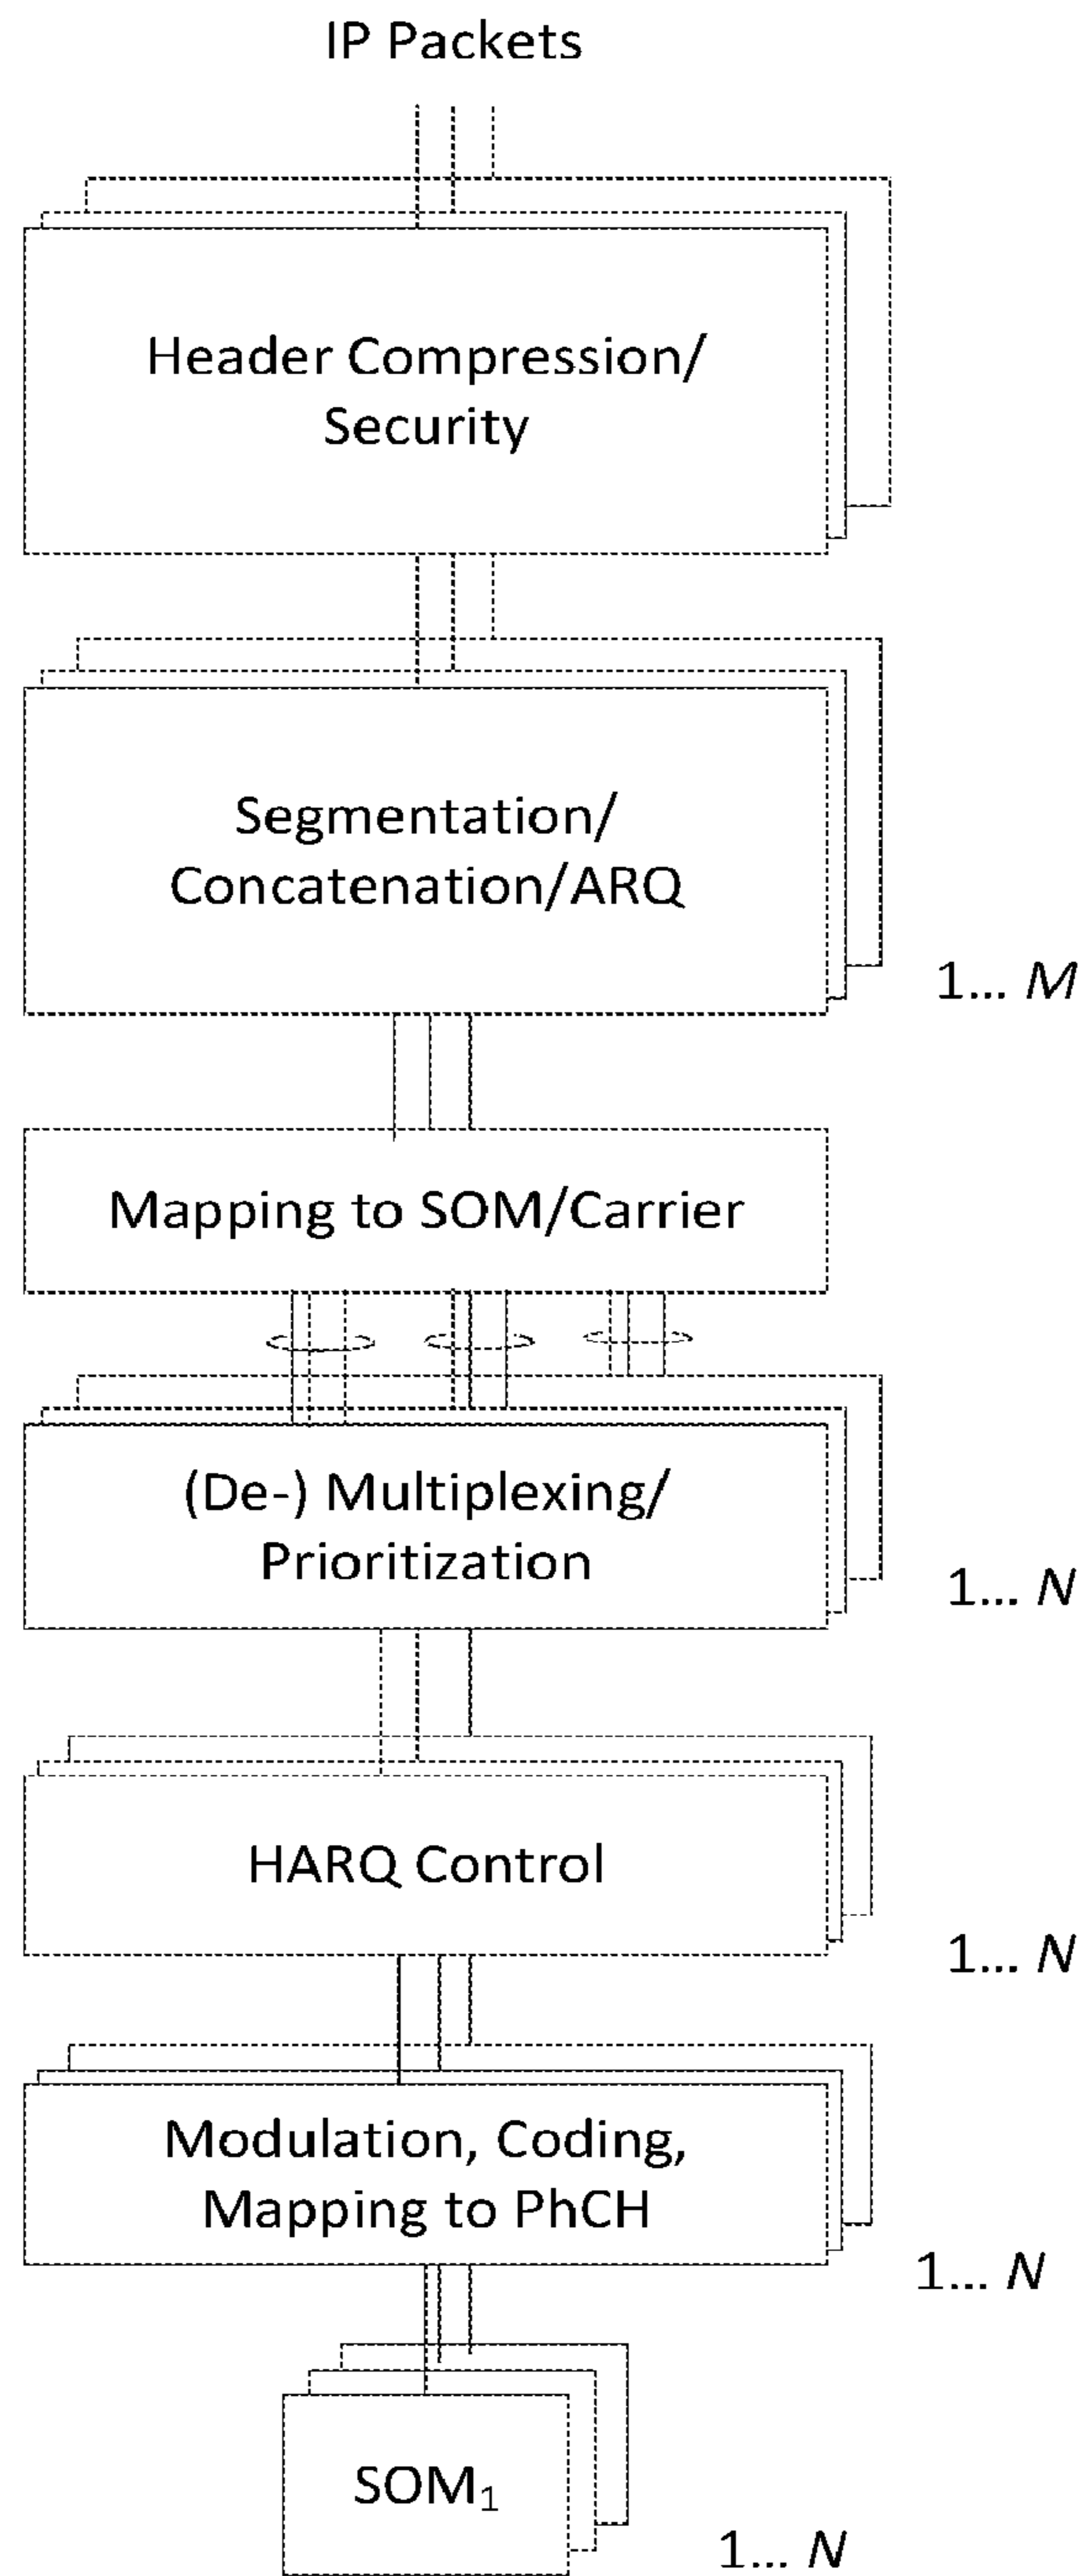 IP Packets
Header Compression/
Security
Segmentation/
Concatenation/ARQ
1... M
Mapping to SOM/Carrier
(De-) Multiplexing/
Prioritization
1... N
HARQ Control
1... N
Modulation, Coding,
Mapping to PhCH
1... N
SOM₁
1... N